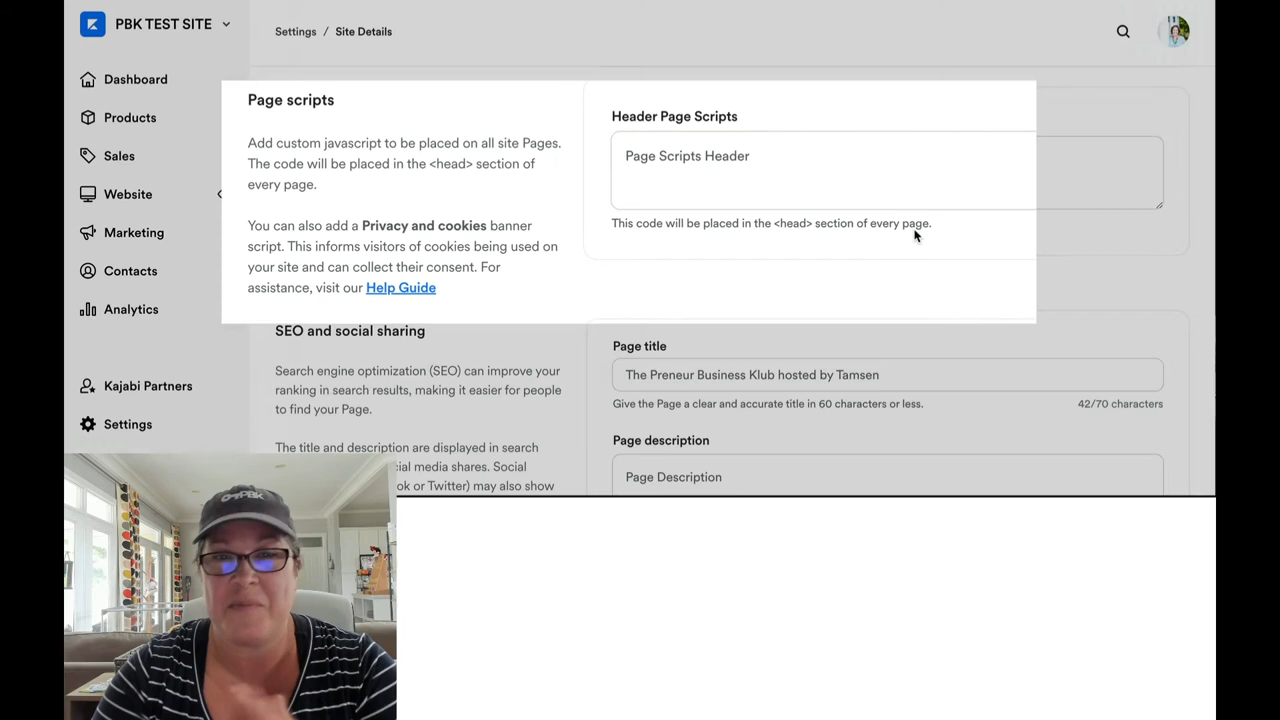 PBK TEST SITE
Settings / Site Details
Dashboard
Products
Sales
Website
Marketing
Contacts
Analytics
Kajabi Partners
Settings
Page scripts
Add custom javascript to be placed on all site Pages.
The code will be placed in the <head> section of
every page.
You can also add a Privacy and cookies banner
script. This informs visitors of cookies being used on
your site and can collect their consent. For
assistance, visit our Help Guide
Header Page Scripts
Page Scripts Header
This code will be placed in the <head> section of every page.
SEO and social sharing
Search engine optimization (SEO) can improve your
ranking in search results, making it easier for people
to find your Page.
The title and description are displayed in search
cial media shares. Social
ok or Twitter) may also show
Page title
The Preneur Business Klub hosted by Tamsen
Give the Page a clear and accurate title in 60 characters or less.
42/70 characters
Page description
Page Description
PBK